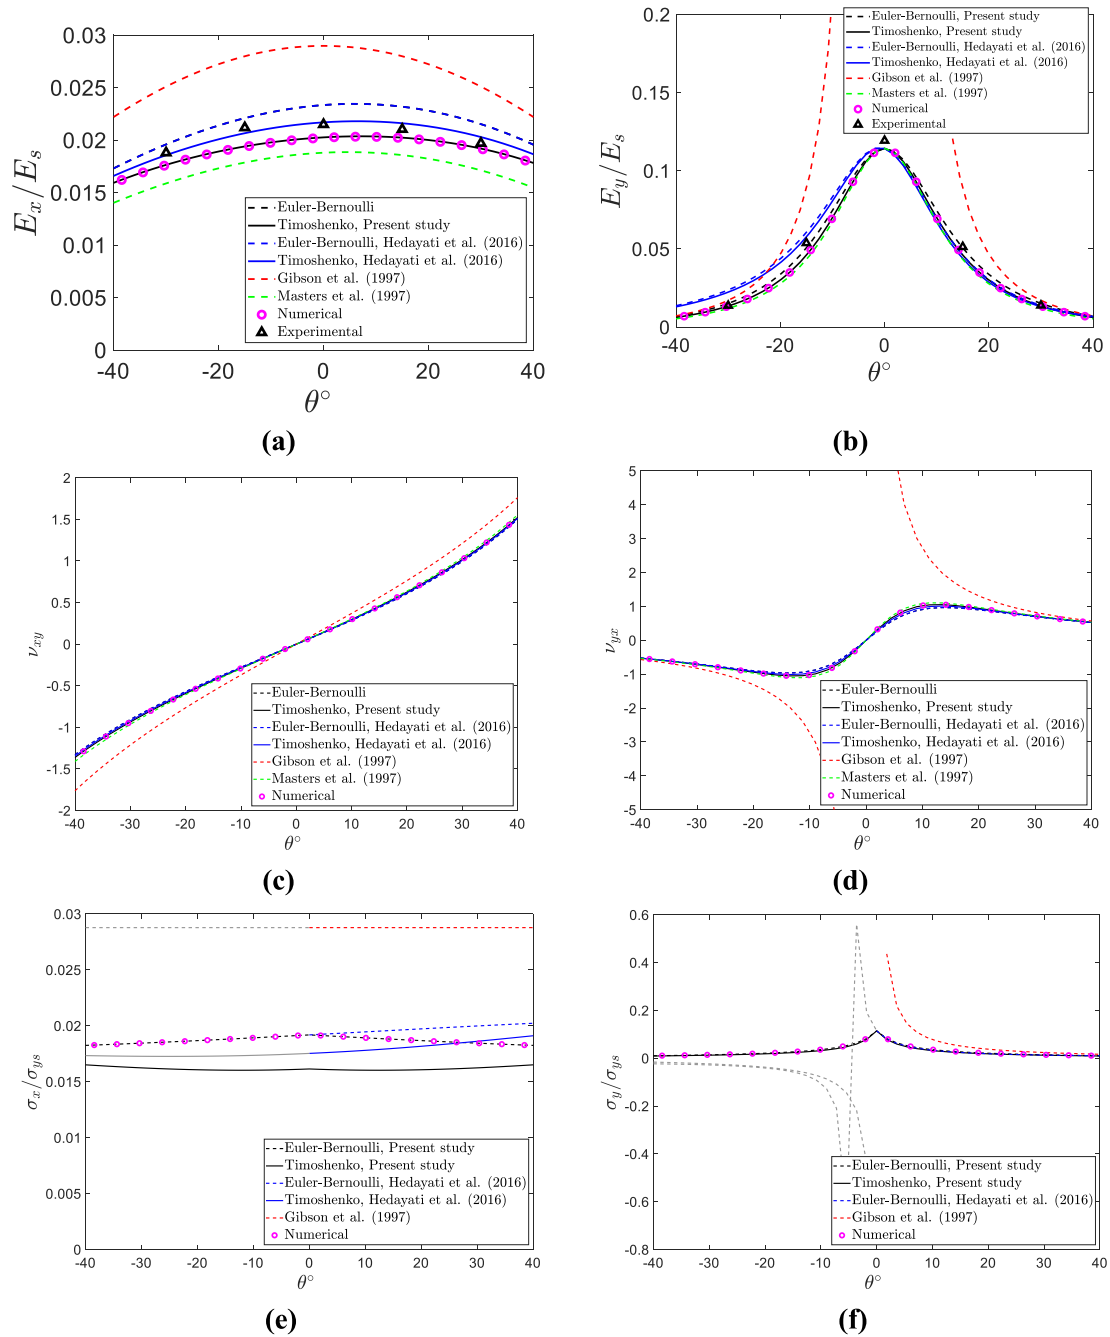 0.03
0.025
0.02
0.015
0.01
0.005
0
E_x/E_s
-40 -20 0 20 40
θ°
Euler-Bernoulli
Timoshenko, Present study
Euler-Bernoulli, Hedayati et al. (2016)
Timoshenko, Hedayati et al. (2016)
Gibson et al. (1997)
Masters et al. (1997)
Numerical
Experimental
(a)
0.2
0.15
0.1
0.05
0
E_y/E_s
-40 -20 0 20 40
θ°
Euler-Bernoulli, Present study
Timoshenko, Present study
Euler-Bernoulli, Hedayati et al. (2016)
Timoshenko, Hedayati et al. (2016)
Gibson et al. (1997)
Masters et al. (1997)
Numerical
Experimental
(b)
2
1.5
1
0.5
0
-0.5
-1
-1.5
-2
ν_xy
-40 -30 -20 -10 0 10 20 30 40
θ°
Euler-Bernoulli
Timoshenko, Present study
Euler-Bernoulli, Hedayati et al. (2016)
Timoshenko, Hedayati et al. (2016)
Gibson et al. (1997)
Masters et al. (1997)
Numerical
(c)
5
4
3
2
1
0
-1
-2
-3
-4
-5
ν_yx
-40 -30 -20 -10 0 10 20 30 40
θ°
Euler-Bernoulli
Timoshenko, Present study
Euler-Bernoulli, Hedayati et al. (2016)
Timoshenko, Hedayati et al. (2016)
Gibson et al. (1997)
Masters et al. (1997)
Numerical
(d)
0.03
0.025
0.02
0.015
0.01
0.005
0
σ_x/σ_ys
-40 -30 -20 -10 0 10 20 30 40
θ°
Euler-Bernoulli, Present study
Timoshenko, Present study
Euler-Bernoulli, Hedayati et al. (2016)
Timoshenko, Hedayati et al. (2016)
Gibson et al. (1997)
Numerical
(e)
0.6
0.4
0.2
0
-0.2
-0.4
-0.6
-0.8
σ_y/σ_ys
-40 -30 -20 -10 0 10 20 30 40
θ°
Euler-Bernoulli, Present study
Timoshenko, Present study
Euler-Bernoulli, Hedayati et al. (2016)
Gibson et al. (1997)
Numerical
(f)